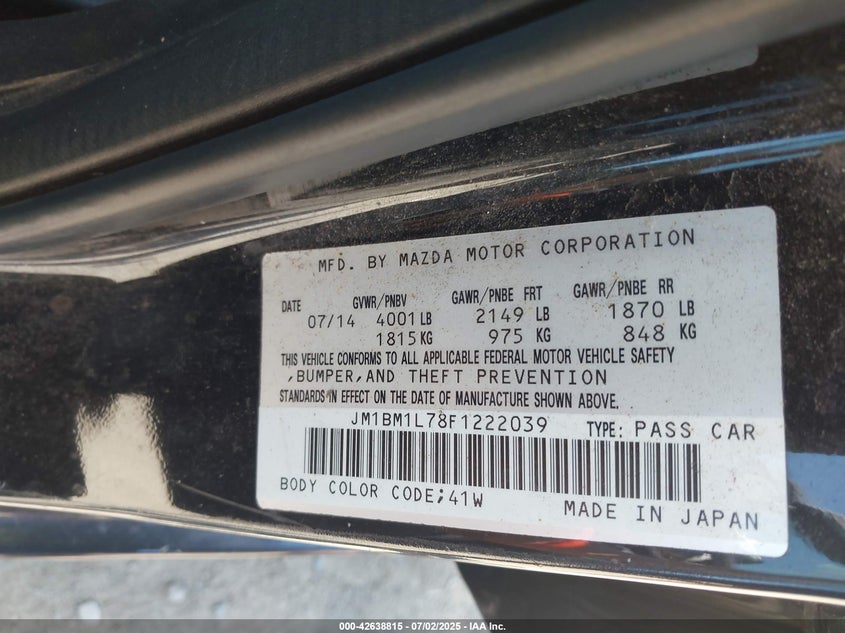 MFD. BY MAZDA MOTOR CORPORATION
DATE GVWR/PNBV GAWR/PNBE FRT GAWR/PNBE RR
07/14 4001 LB 2149 LB 1870 LB
1815 KG 975 KG 848 KG
THIS VEHICLE CONFORMS TO ALL APPLICABLE FEDERAL MOTOR VEHICLE SAFETY
,BUMPER,AND THEFT PREVENTION
STANDARDS IN EFFECT ON THE DATE OF MANUFACTURE SHOWN ABOVE.
JM1BM1L78F1222039 TYPE: PASS CAR
BODY COLOR CODE;41W
MADE IN JAPAN
000-42638815 - 07/02/2025 - IAA Inc.